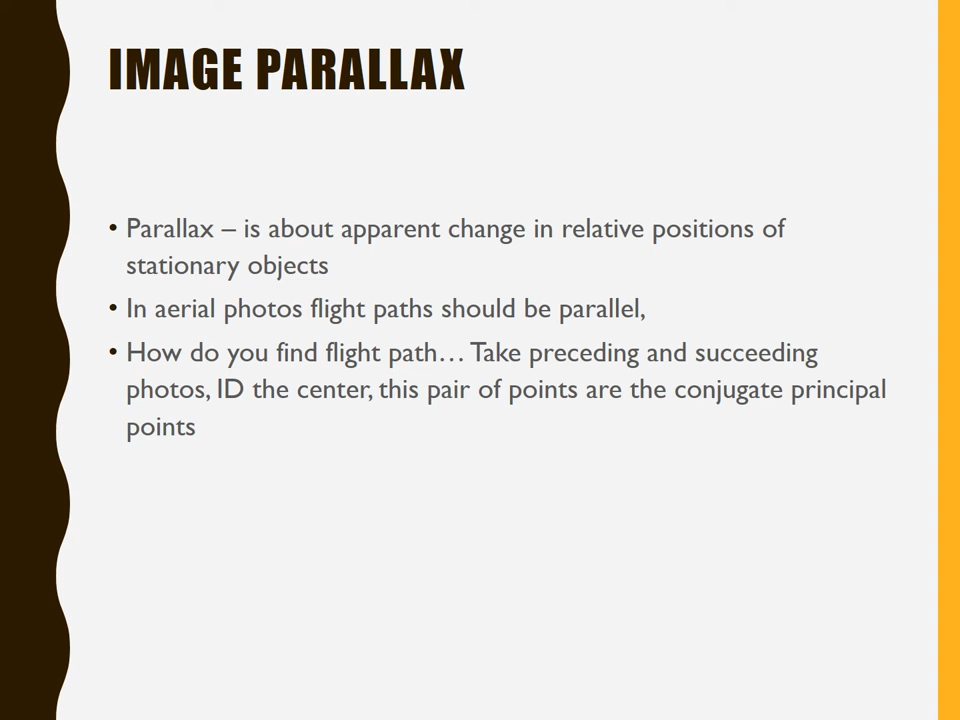 IMAGE PARALLAX
• Parallax – is about apparent change in relative positions of
stationary objects
• In aerial photos flight paths should be parallel,
• How do you find flight path… Take preceding and succeeding
photos, ID the center, this pair of points are the conjugate principal
points